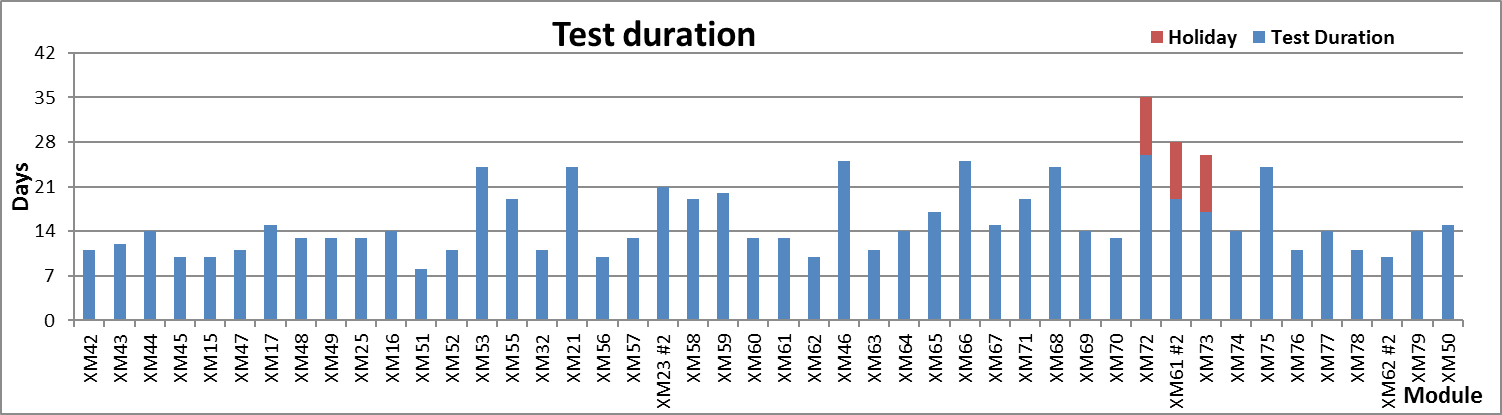 Test duration
Holiday Test Duration
42
35
28
21
14
7
0
Days
XM42
XM43
XM44
XM45
XM15
XM47
XM17
XM48
XM49
XM25
XM16
XM51
XM52
XM53
XM55
XM32
XM21
XM56
XM57
XM23 #2
XM58
XM59
XM60
XM61
XM62
XM46
XM63
XM64
XM65
XM66
XM67
XM71
XM68
XM69
XM70
XM72
XM61 #2
XM73
XM74
XM75
XM76
XM77
XM78
XM62 #2
XM79
XM50
Module